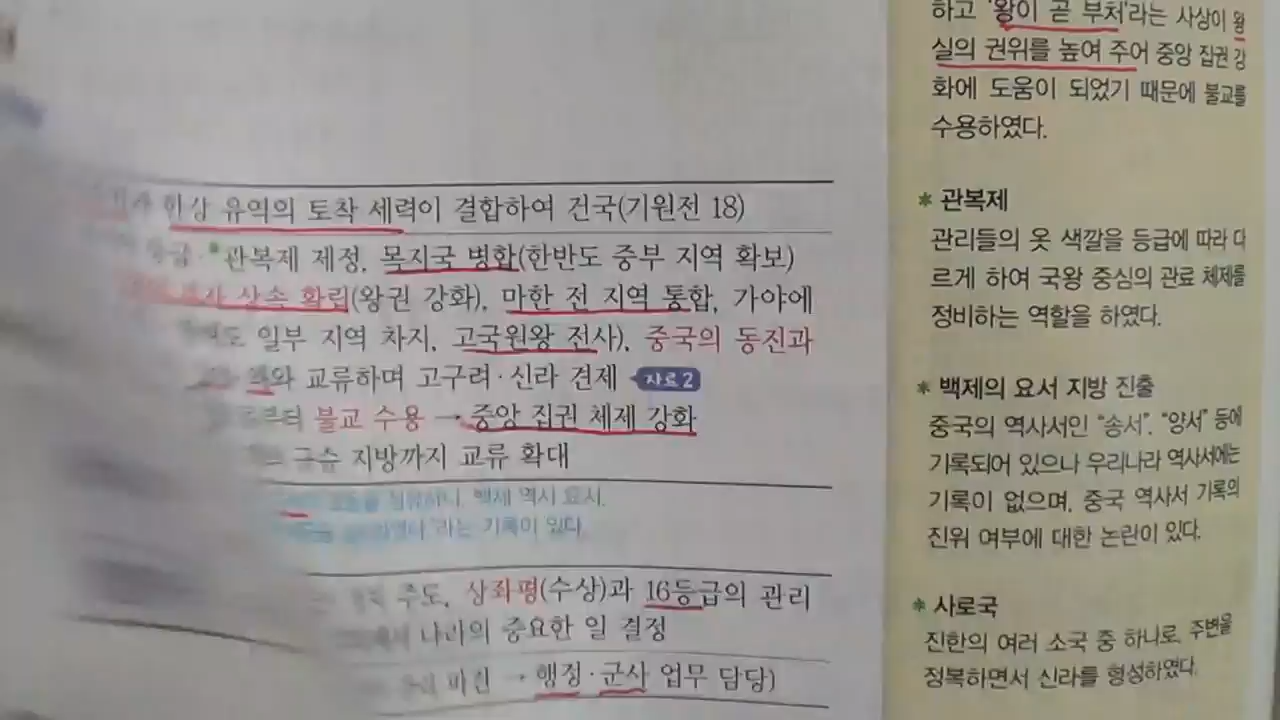 한강 유역의 토착 세력이 결합하여 건국(기원전 18)
*관복제 제정, 목지국 병합(한반도 중부 지역 확보)
상속 확립(왕권 강화), 마한 전 지역 통합, 가야에
일부 지역 차지, 고국원왕 전사), 중국의 동진과
교류하며 고구려·신라 견제 자료 2
불교 수용 → 중앙 집권 체제 강화
지방까지 교류 확대
백제 역시 요서,
라는 기록이 있다.
주도, 상좌평(수상)과 16등급의 관리
나라의 중요한 일 결정
→ 행정·군사 업무 담당)
하고 '왕이 곧 부처'라는 사상이 왕
실의 권위를 높여 주어 중앙 집권 강
화에 도움이 되었기 때문에 불교를
수용하였다.
* 관복제
관리들의 옷 색깔을 등급에 따라 다
르게 하여 국왕 중심의 관료 체제를
정비하는 역할을 하였다.
* 백제의 요서 지방 진출
중국의 역사서인 "송서", "양서" 등에
기록되어 있으나 우리나라 역사서에는
기록이 없으며, 중국 역사서 기록의
진위 여부에 대한 논란이 있다.
* 사로국
진한의 여러 소국 중 하나로, 주변을
정복하면서 신라를 형성하였다.